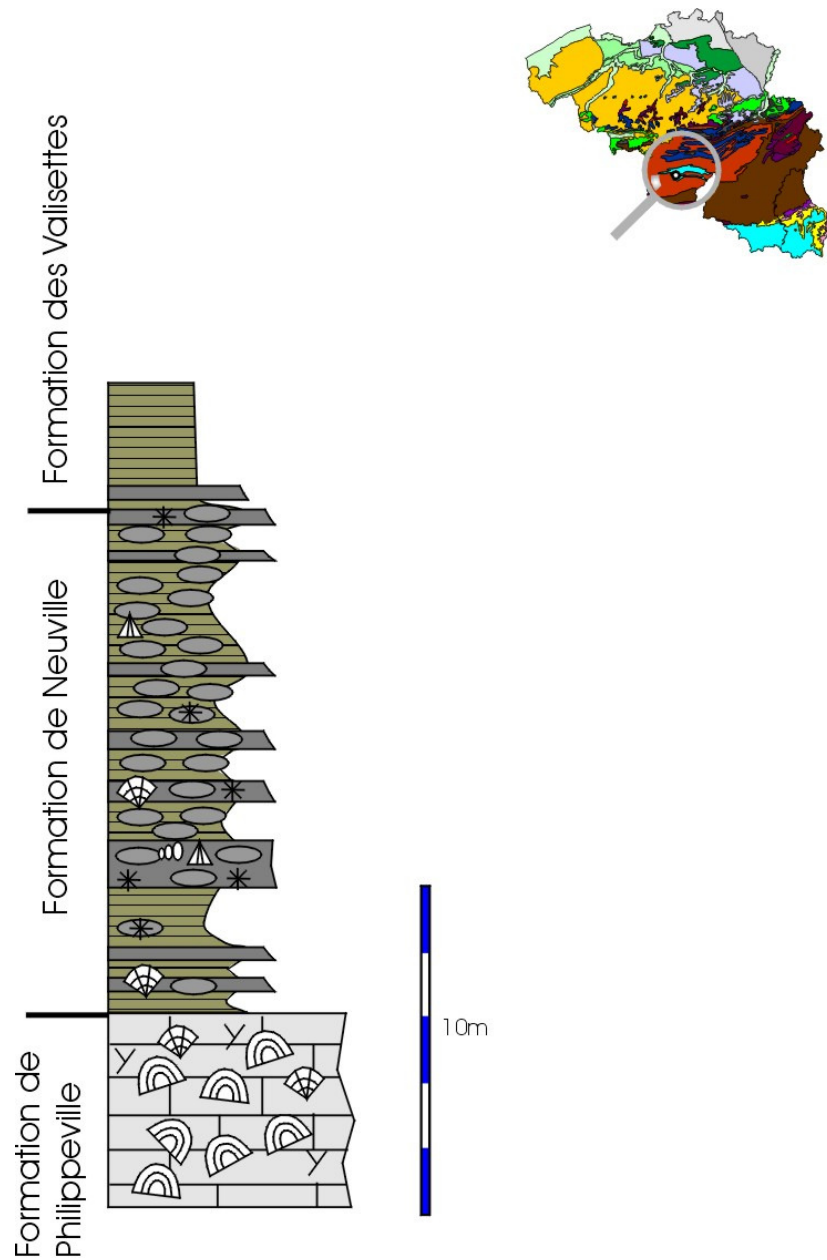 Formation des Valisettes
Formation de Neuville
10m
Formation de
Philippeville